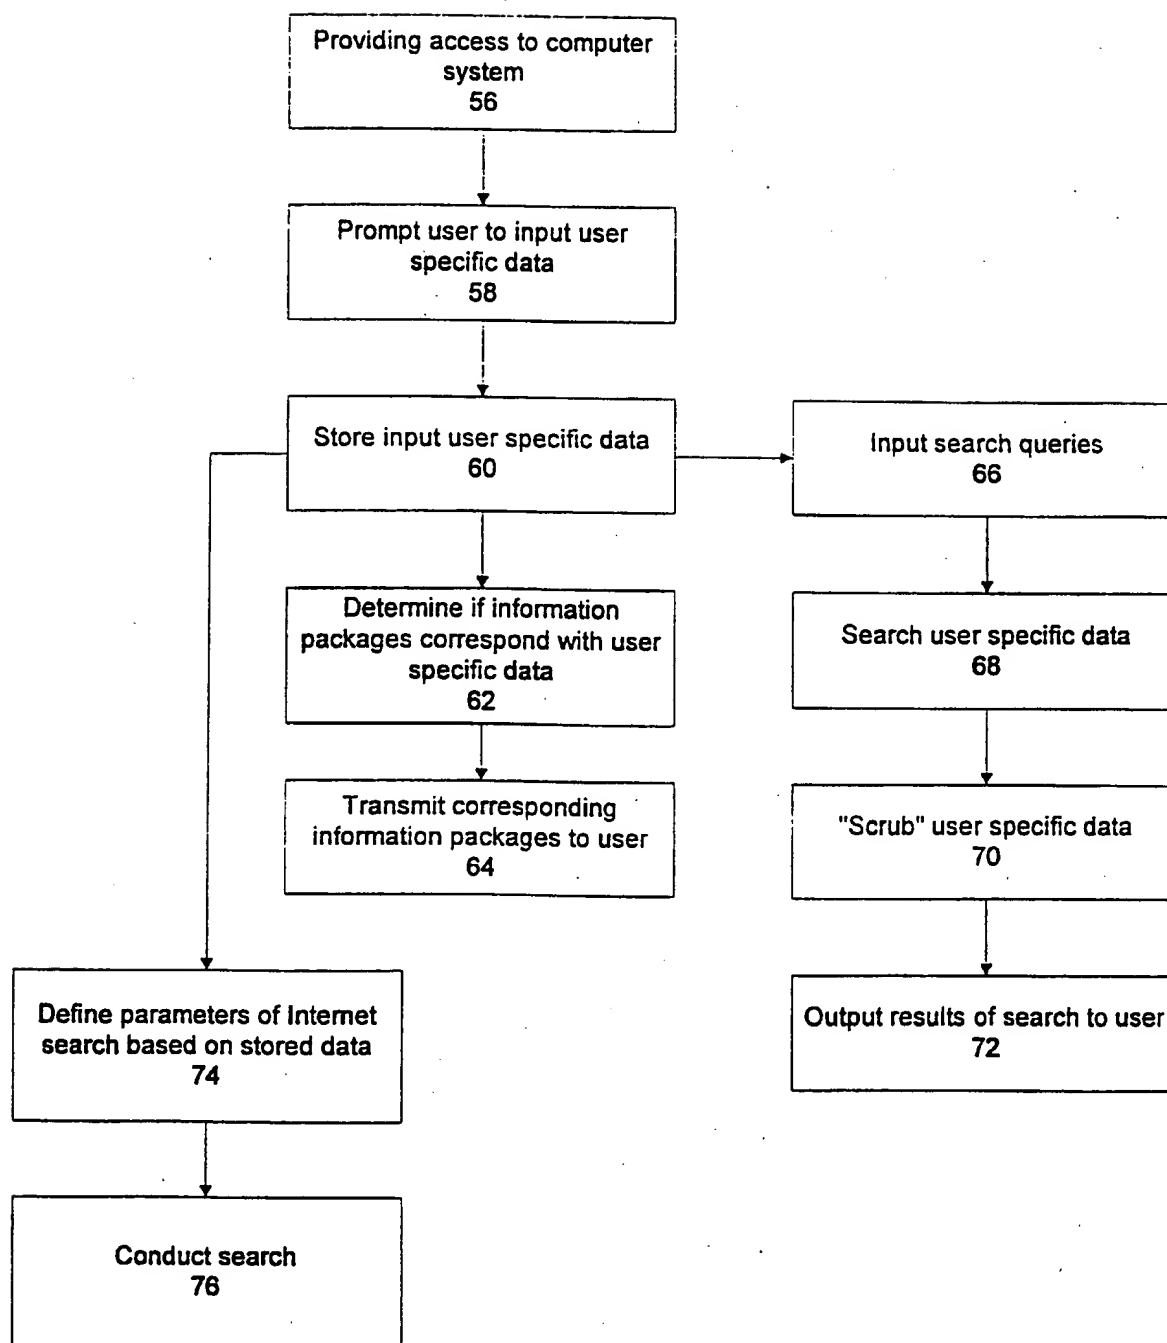 Providing access to computer
system
56
Prompt user to input user
specific data
58
Store input user specific data
60
Input search queries
66
Determine if information
packages correspond with user
specific data
62
Search user specific data
68
Transmit corresponding
information packages to user
64
"Scrub" user specific data
70
Define parameters of Internet
search based on stored data
74
Output results of search to user
72
Conduct search
76